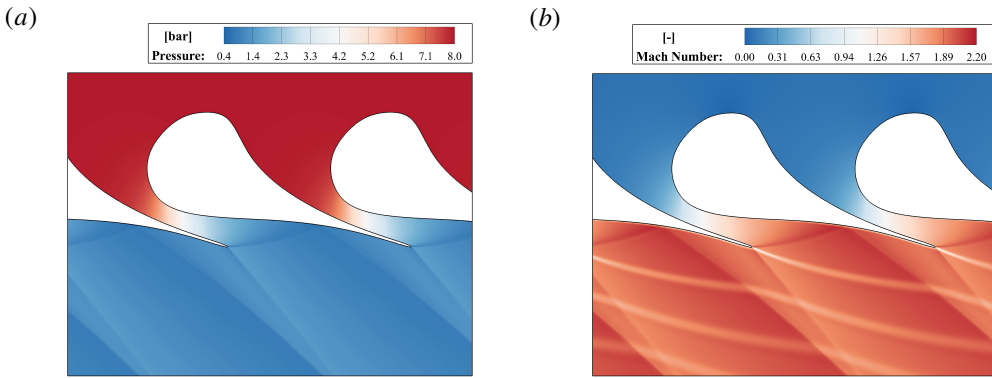 (a)
[bar]
Pressure: 0.4 1.4 2.3 3.3 4.2 5.2 6.1 7.1 8.0
(b)
[-]
Mach Number: 0.00 0.31 0.63 0.94 1.26 1.57 1.89 2.20